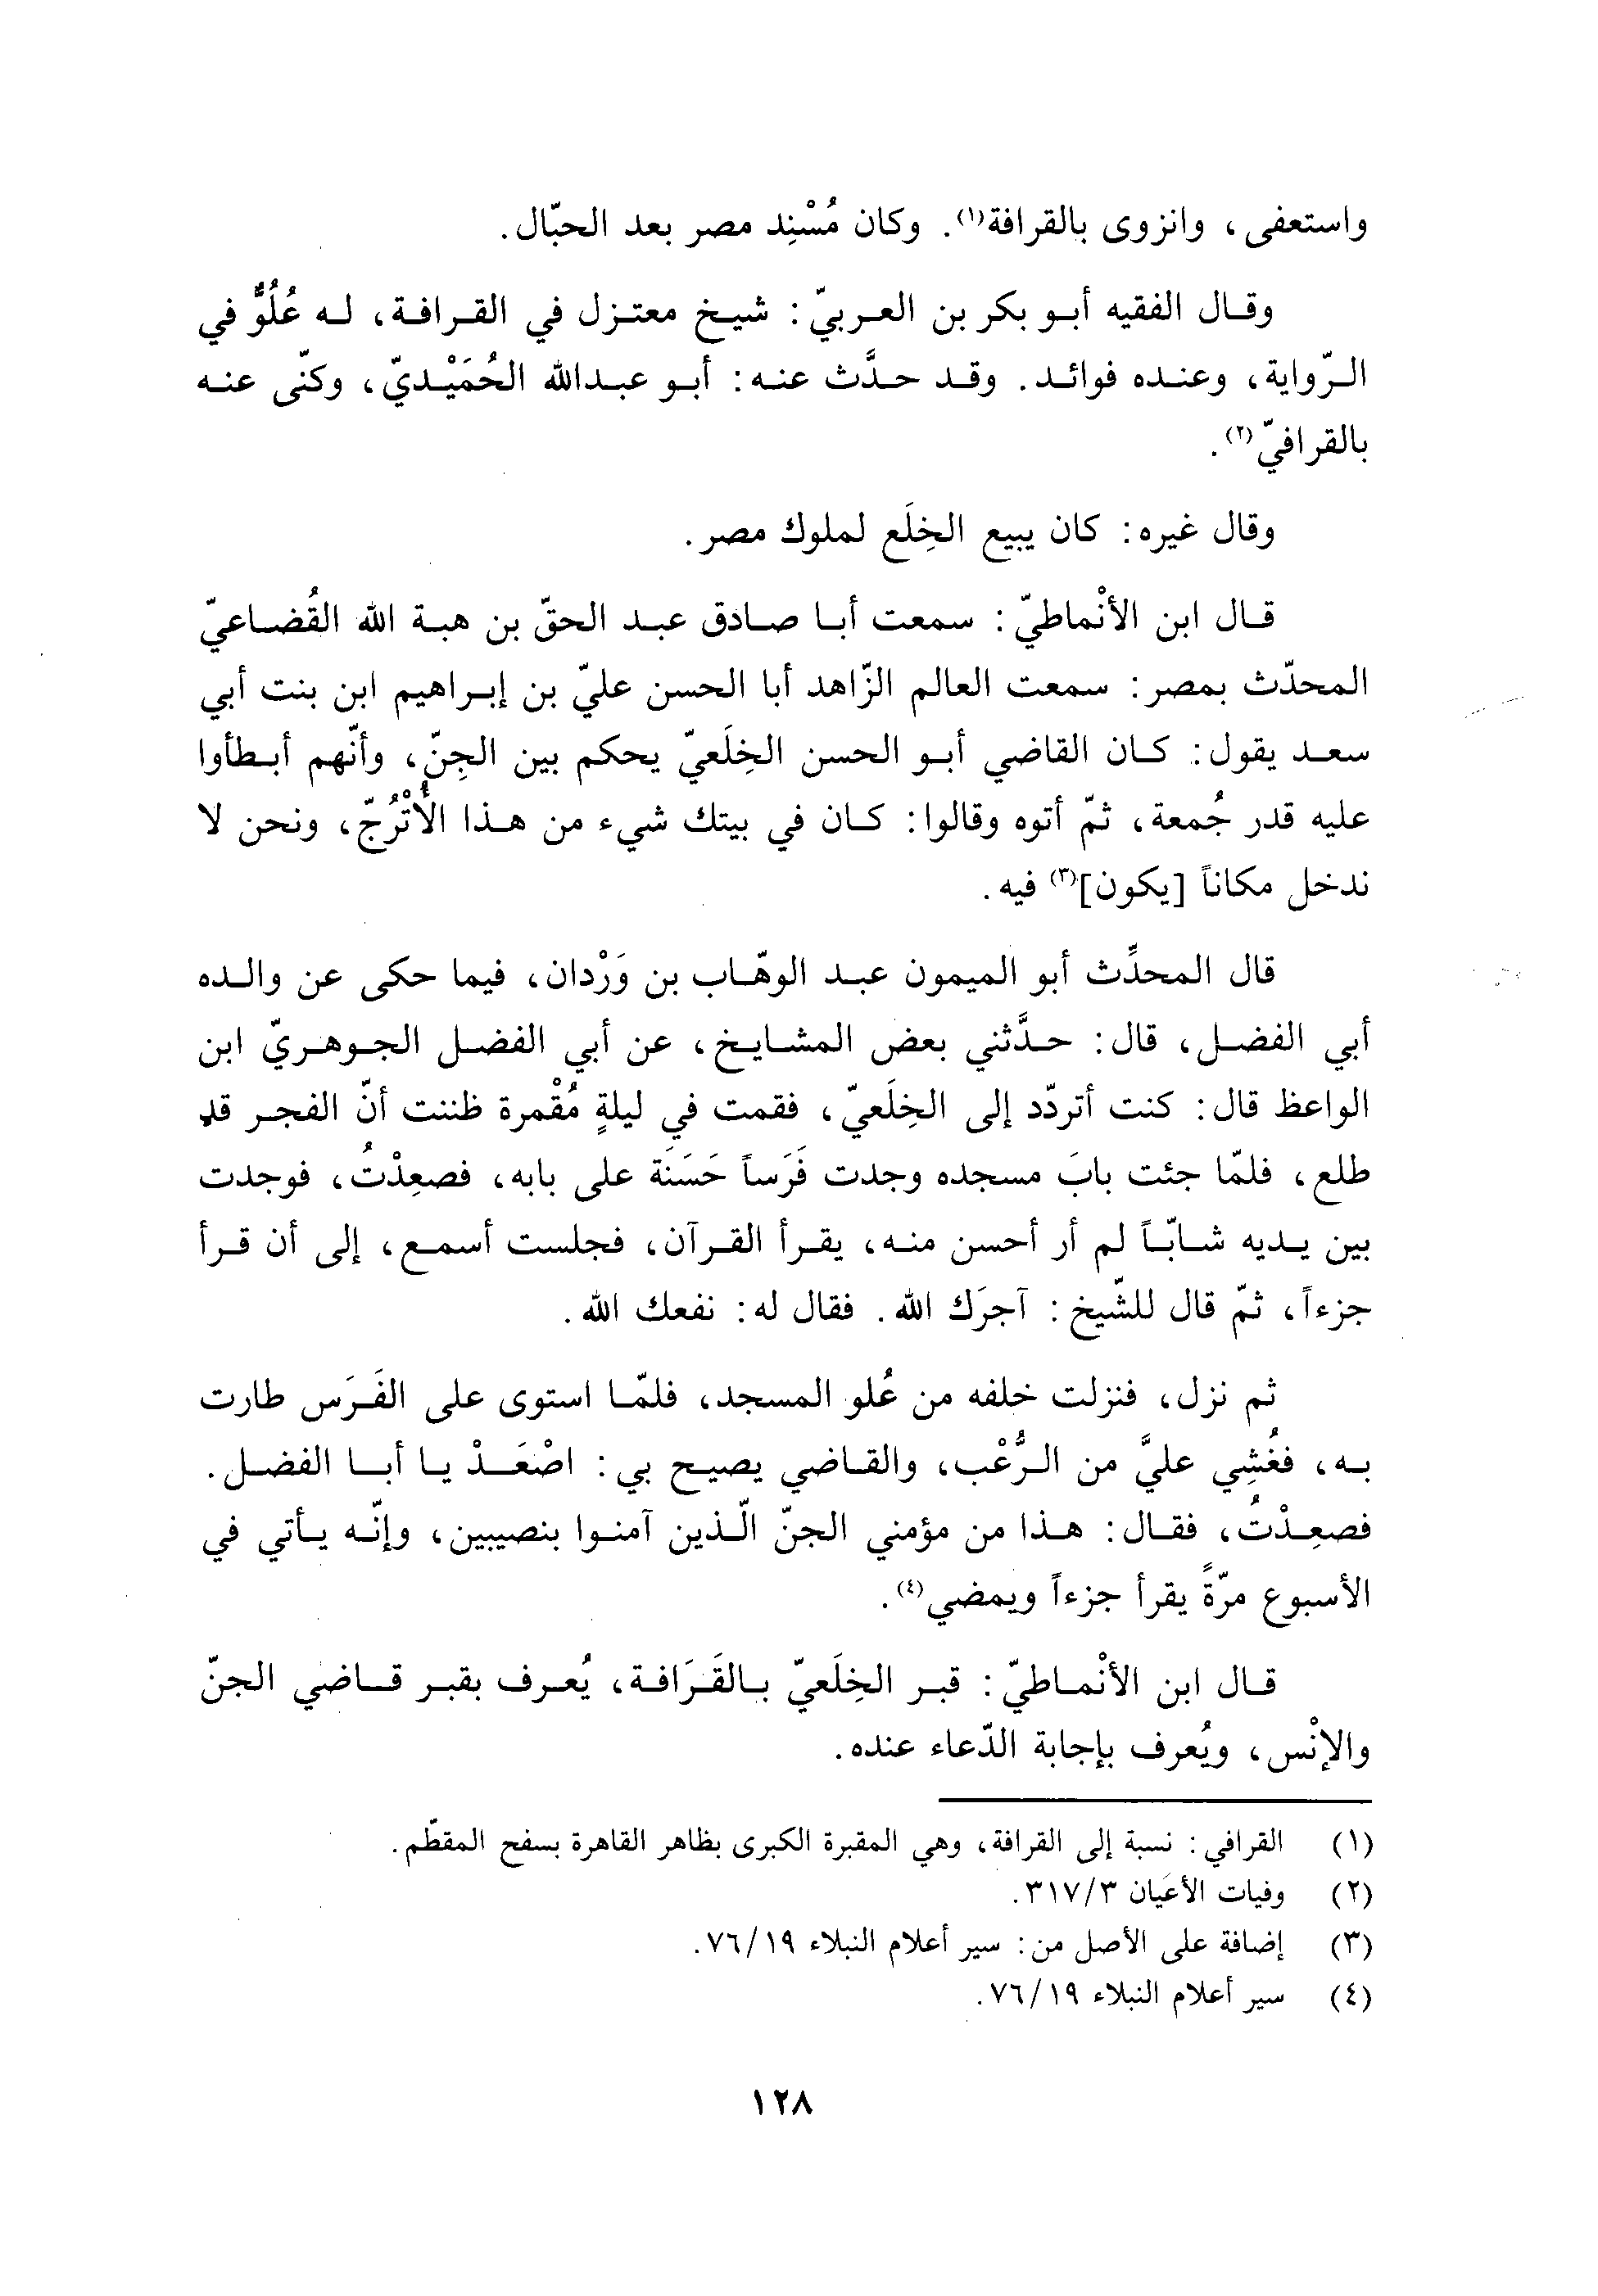 واستعفى، وانزوى بالقرافة(١). وكان مُسْنِد مصر بعد الحبّال.
وقال الفقيه أبو بكر بن العربيّ: شيخ معتزل في القرافة، له عُلُوٌّ في
الرّواية، وعنده فوائد. وقد حدَّث عنه: أبو عبدالله الحُمَيْديّ، وكنّى عنه
بالقرافيّ(٢).
وقال غيره: كان يبيع الخِلَع لملوك مصر.
قال ابن الأنْماطيّ: سمعت أبا صادق عبد الحقّ بن هبة الله القُضاعيّ
المحدّث بمصر: سمعت العالم الزّاهد أبا الحسن عليّ بن إبراهيم ابن بنت أبي
سعد يقول: كان القاضي أبو الحسن الخِلَعيّ يحكم بين الجِنّ، وأنّهم أبطأوا
عليه قدر جُمعة، ثمّ أتوه وقالوا: كان في بيتك شيء من هذا الأُتْرُجّ، ونحن لا
ندخل مكاناً [يكون](٣) فيه.
قال المحدِّث أبو الميمون عبد الوهّاب بن وَرْدان، فيما حكى عن والده
أبي الفضل، قال: حدَّثني بعض المشايخ، عن أبي الفضل الجوهريّ ابن
الواعظ قال: كنت أتردّد إلى الخِلَعيّ، فقمت في ليلةٍ مُقْمرة ظننت أنّ الفجر قد
طلع، فلمّا جئت بابَ مسجده وجدت فَرَساً حَسَنَة على بابه، فصعِدْتُ، فوجدت
بين يديه شابّاً لم أر أحسن منه، يقرأ القرآن، فجلست أسمع، إلى أن قرأ
جزءاً، ثمّ قال للشّيخ: آجرَك الله. فقال له: نفعك الله.
ثم نزل، فنزلت خلفه من عُلو المسجد، فلمّا استوى على الفَرَس طارت
به، فغُشِي عليَّ من الرُّعْب، والقاضي يصيح بي: اصْعَدْ يا أبا الفضل.
فصعِدْتُ، فقال: هذا من مؤمني الجنّ الّذين آمنوا بنصيبين، وإنّه يأتي في
الأسبوع مرّةً يقرأ جزءاً ويمضي(٤).
قال ابن الأنْماطيّ: قبر الخِلَعيّ بالقَرَافة، يُعرف بقبر قاضي الجنّ
والإنْس، ويُعرف بإجابة الدّعاء عنده.
(١) القرافي: نسبة إلى القرافة، وهي المقبرة الكبرى بظاهر القاهرة بسفح المقطّم.
(٢) وفيات الأعيان ٣١٧/٣.
(٣) إضافة على الأصل من: سير أعلام النبلاء ٧٦/١٩.
(٤) سير أعلام النبلاء ٧٦/١٩.
١٢٨